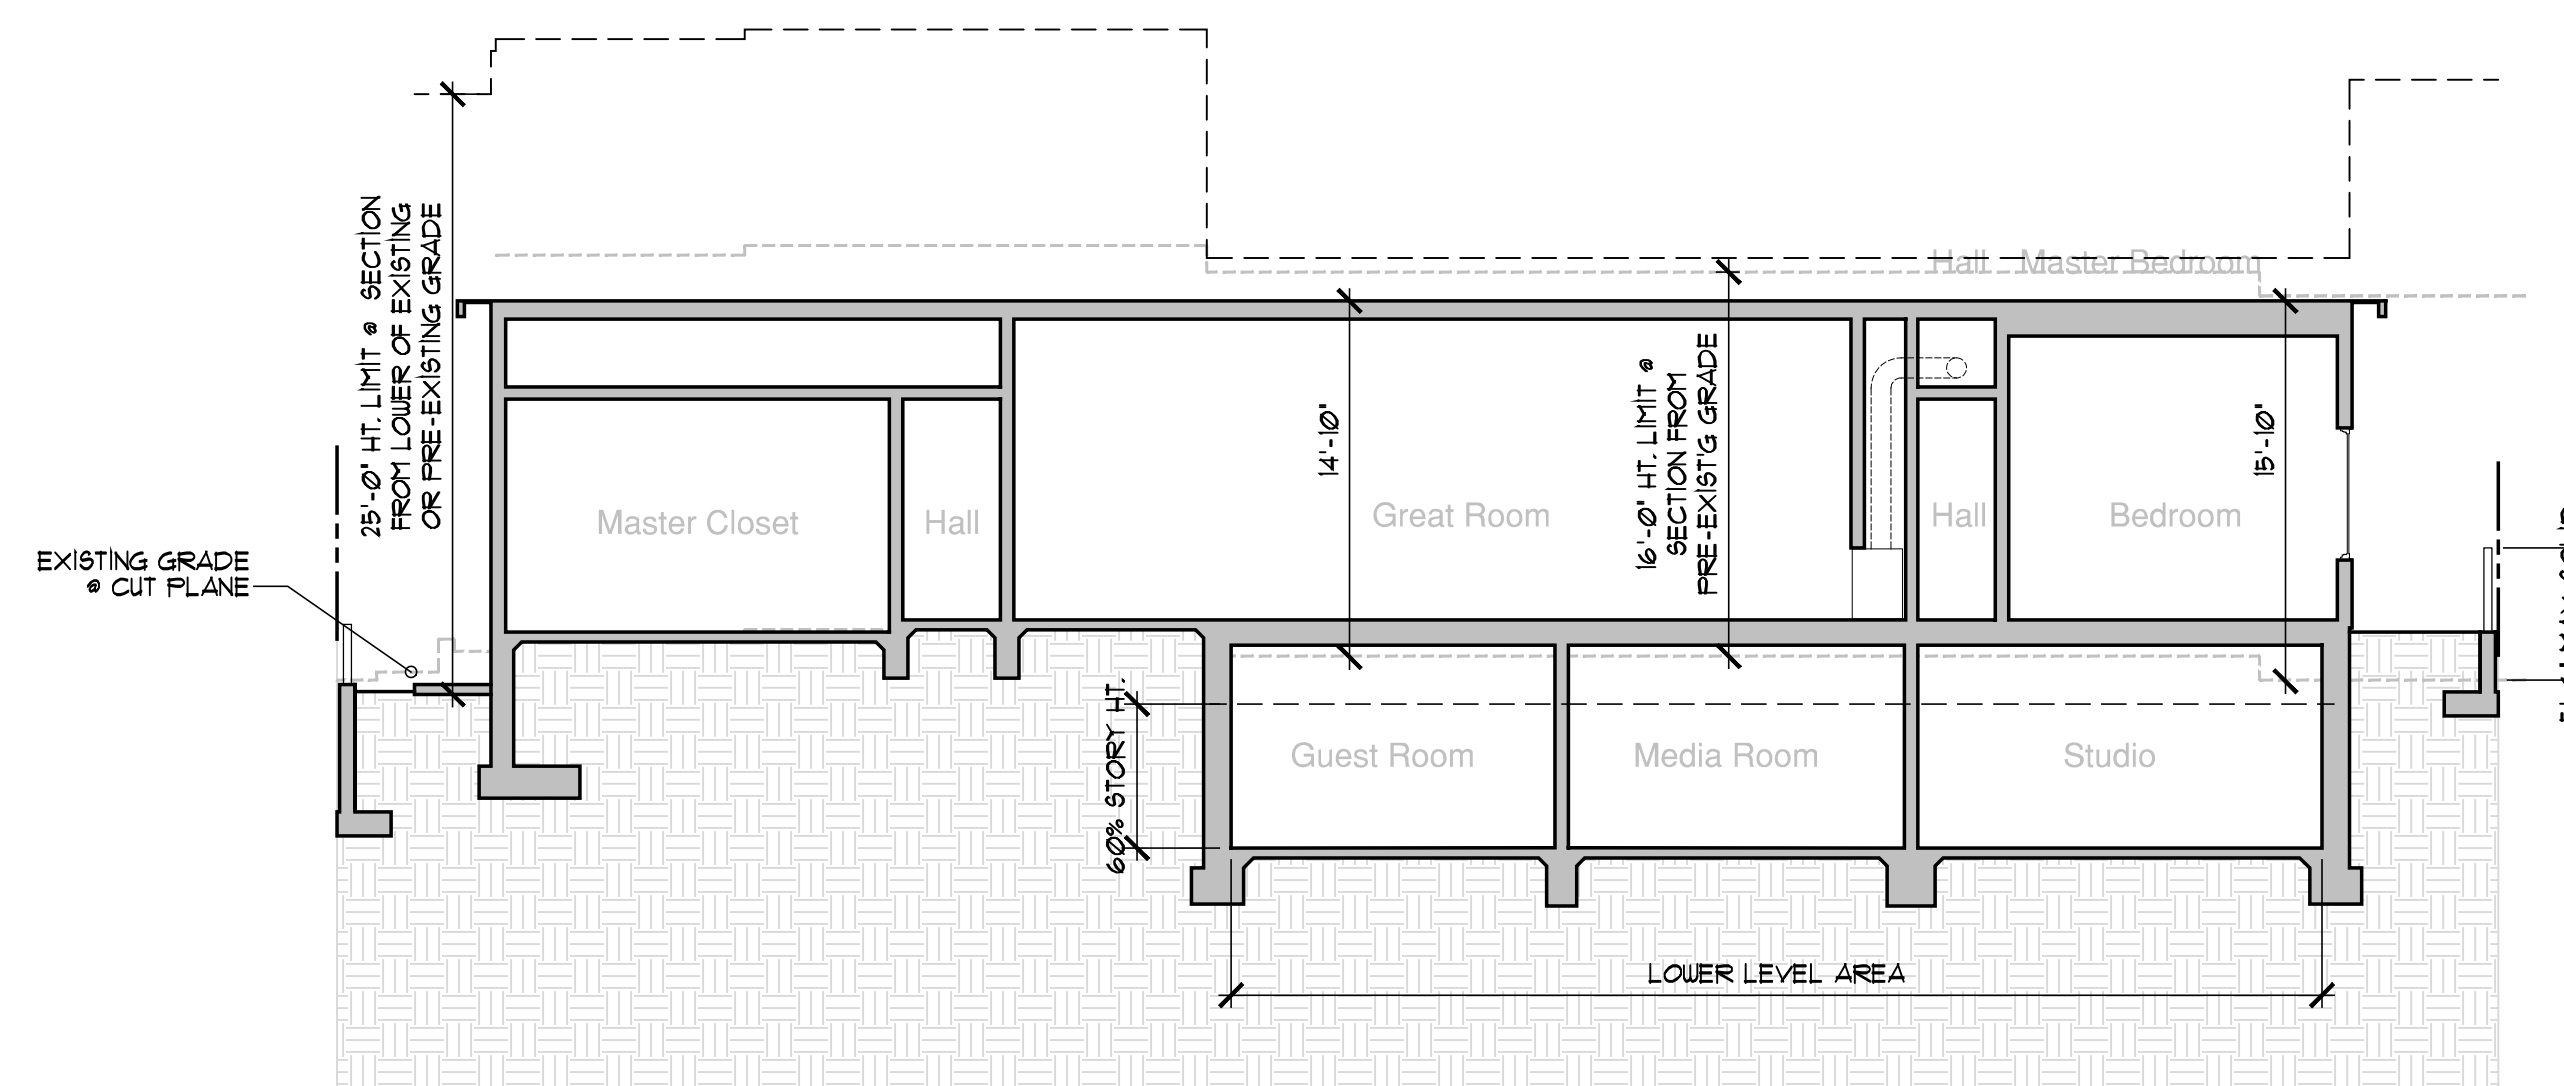 Hall
Master Bedroom
25'-0" HT. LIMIT @ SECTION
FROM LOWER OF EXISTING
OR PRE-EXISTING GRADE
14'-10"
16'-0" HT. LIMIT @
SECTION FROM
PRE-EXIST'G GRADE
15'-10"
Master Closet
Hall
Great Room
Hall
Bedroom
EXISTING GRADE
@ CUT PLANE
60% STORY HT.
Guest Room
Media Room
Studio
LOWER LEVEL AREA